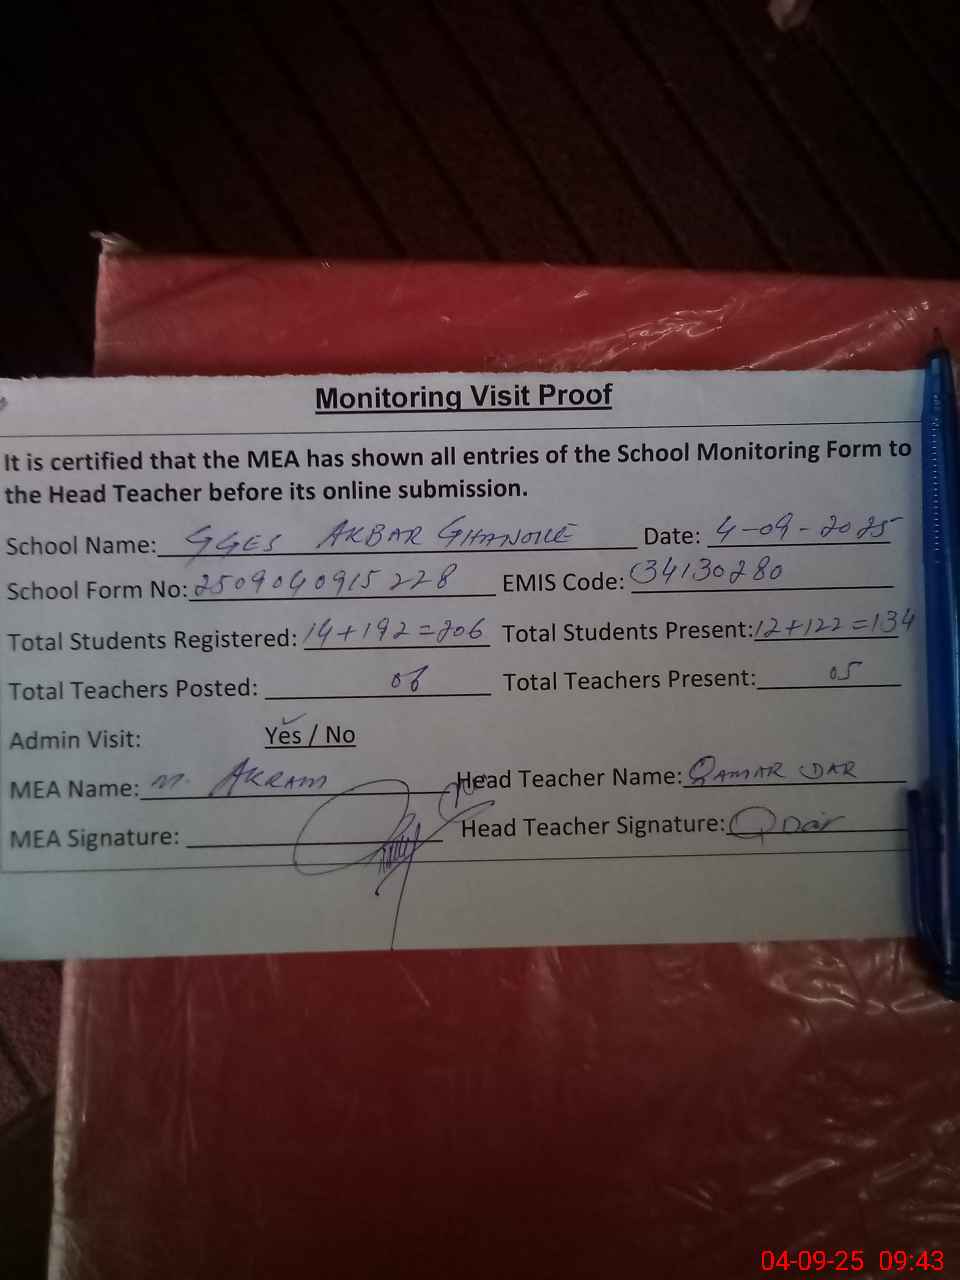 Monitoring Visit Proof
It is certified that the MEA has shown all entries of the School Monitoring Form to
the Head Teacher before its online submission.
School Name: GGES AKBAR Date: 4-09-2025
School Form No: 2509040915228 EMIS Code: 34130280
Total Students Registered: 14+192=206 Total Students Present: 12+122=134
Total Teachers Posted: 06 Total Teachers Present: 05
Admin Visit: Yes / No
MEA Name: M. AKRAM Head Teacher Name: QAMAR DAR
MEA Signature: Head Teacher Signature: QDar
04-09-25 09:43